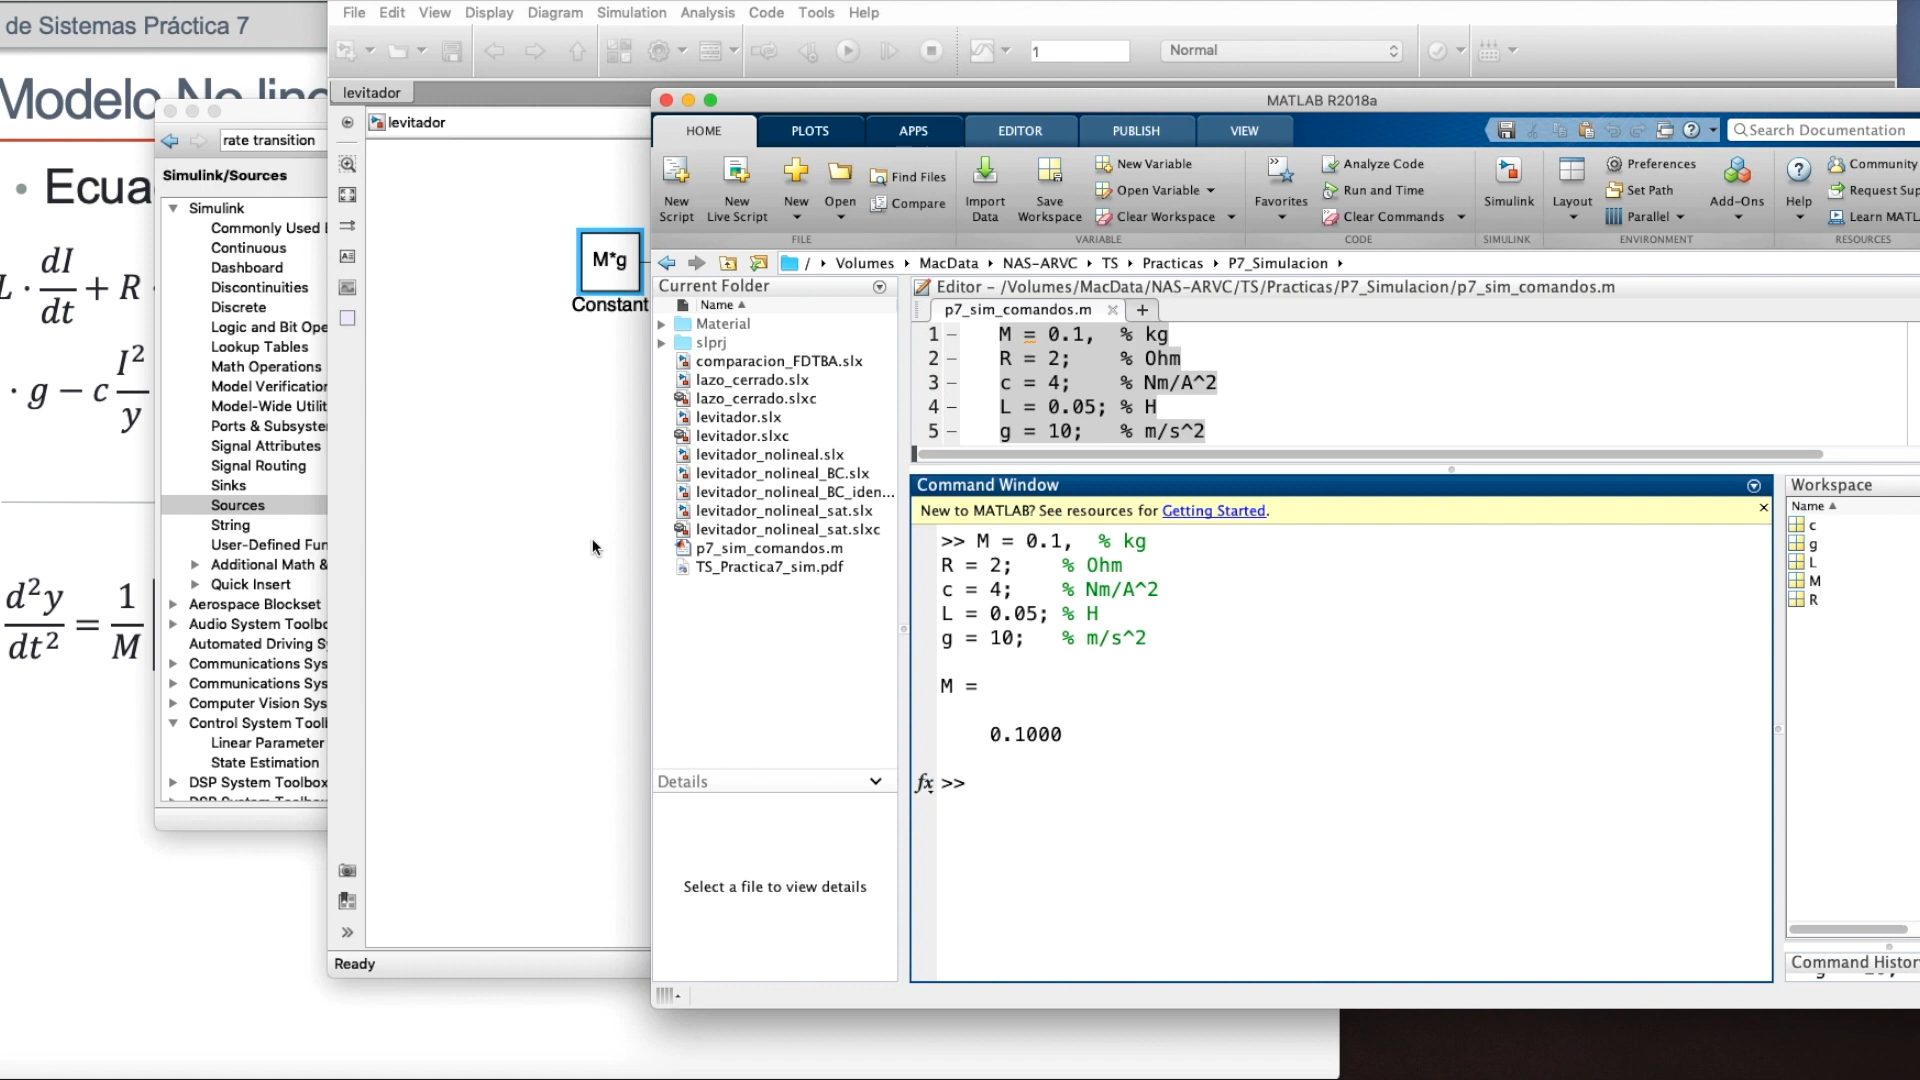 de Sistemas Práctica 7
Ecua
L · dI/dt + R ·
· g − c I²/y
d²y/dt² = 1/M
rate transition
Simulink/Sources
Simulink
Commonly Used
Continuous
Dashboard
Discontinuities
Discrete
Logic and Bit Ope
Lookup Tables
Math Operations
Model Verification
Model-Wide Utilit
Ports & Subsyste
Signal Attributes
Signal Routing
Sinks
Sources
String
User-Defined Fun
Additional Math &
Quick Insert
Aerospace Blockset
Audio System Toolbo
Automated Driving S
Communications Sys
Communications Sys
Computer Vision Sys
Control System Tool
Linear Parameter
State Estimation
DSP System Toolbox
File Edit View Display Diagram Simulation Analysis Code Tools Help
1
Normal
levitador
levitador
M*g
Constant
Ready
MATLAB R2018a
HOME PLOTS APPS EDITOR PUBLISH VIEW
Search Documentation
New Script
New Live Script
New
Open
Find Files
Compare
FILE
Import Data
Save Workspace
New Variable
Open Variable
Clear Workspace
VARIABLE
Favorites
Analyze Code
Run and Time
Clear Commands
CODE
Simulink
SIMULINK
Layout
Preferences
Set Path
Parallel
ENVIRONMENT
Add-Ons
Help
Community
Request Sup
Learn MATL
RESOURCES
/ Volumes MacData NAS-ARVC TS Practicas P7_Simulacion
Current Folder
Name
Material
slprj
comparacion_FDTBA.slx
lazo_cerrado.slx
lazo_cerrado.slxc
levitador.slx
levitador.slxc
levitador_nolineal.slx
levitador_nolineal_BC.slx
levitador_nolineal_BC_iden...
levitador_nolineal_sat.slx
levitador_nolineal_sat.slxc
p7_sim_comandos.m
TS_Practica7_sim.pdf
Details
Select a file to view details
Editor - /Volumes/MacData/NAS-ARVC/TS/Practicas/P7_Simulacion/p7_sim_comandos.m
p7_sim_comandos.m +
1 – M = 0.1, % kg
2 – R = 2; % Ohm
3 – c = 4; % Nm/A^2
4 – L = 0.05; % H
5 – g = 10; % m/s^2
Command Window
New to MATLAB? See resources for Getting Started.
>> M = 0.1, % kg
R = 2; % Ohm
c = 4; % Nm/A^2
L = 0.05; % H
g = 10; % m/s^2
M =
0.1000
fx >>
Workspace
Name
c
g
L
M
R
Command Histor